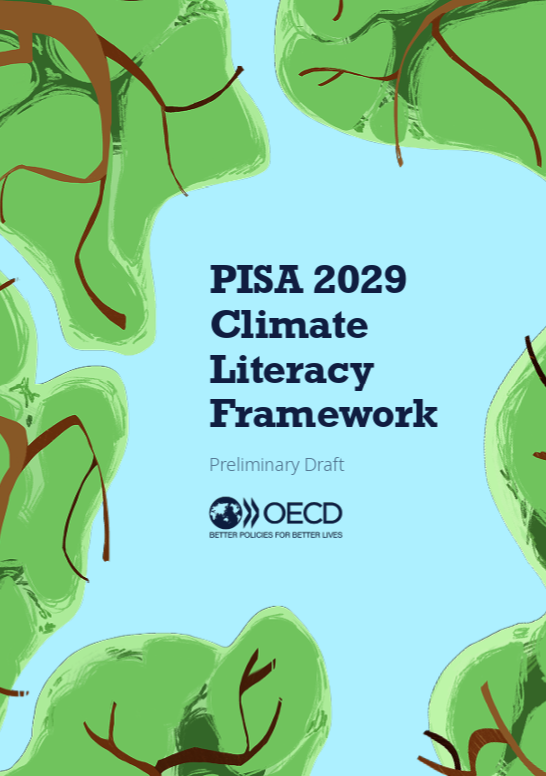 PISA 2029
Climate
Literacy
Framework
Preliminary Draft
OECD
BETTER POLICIES FOR BETTER LIVES